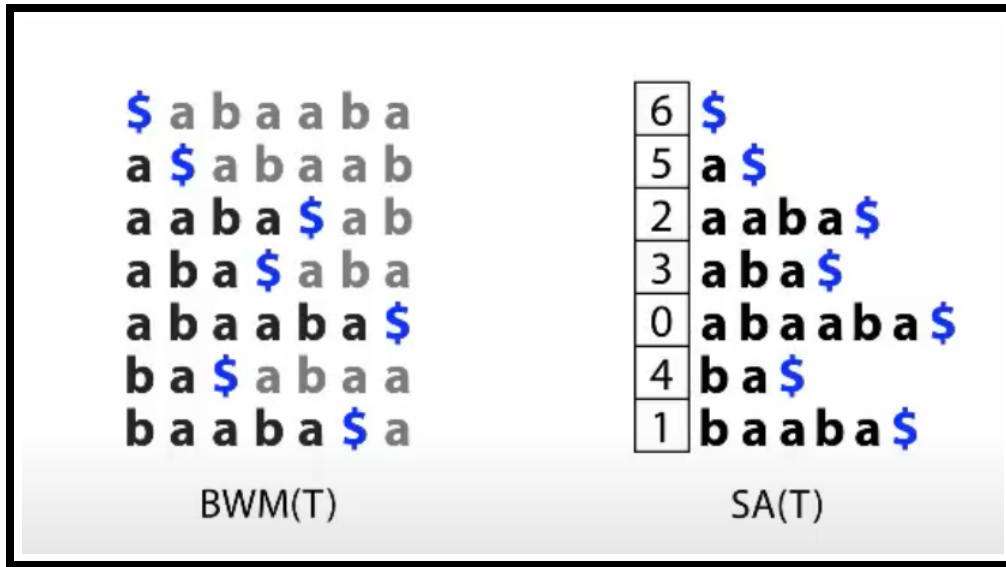 $ a b a a b a
a $ a b a a b
a a b a $ a b
a b a $ a b a
a b a a b a $
b a $ a b a a
b a a b a $ a
BWM(T)
6 $
5 a $
2 a a b a $
3 a b a $
0 a b a a b a $
4 b a $
1 b a a b a $
SA(T)